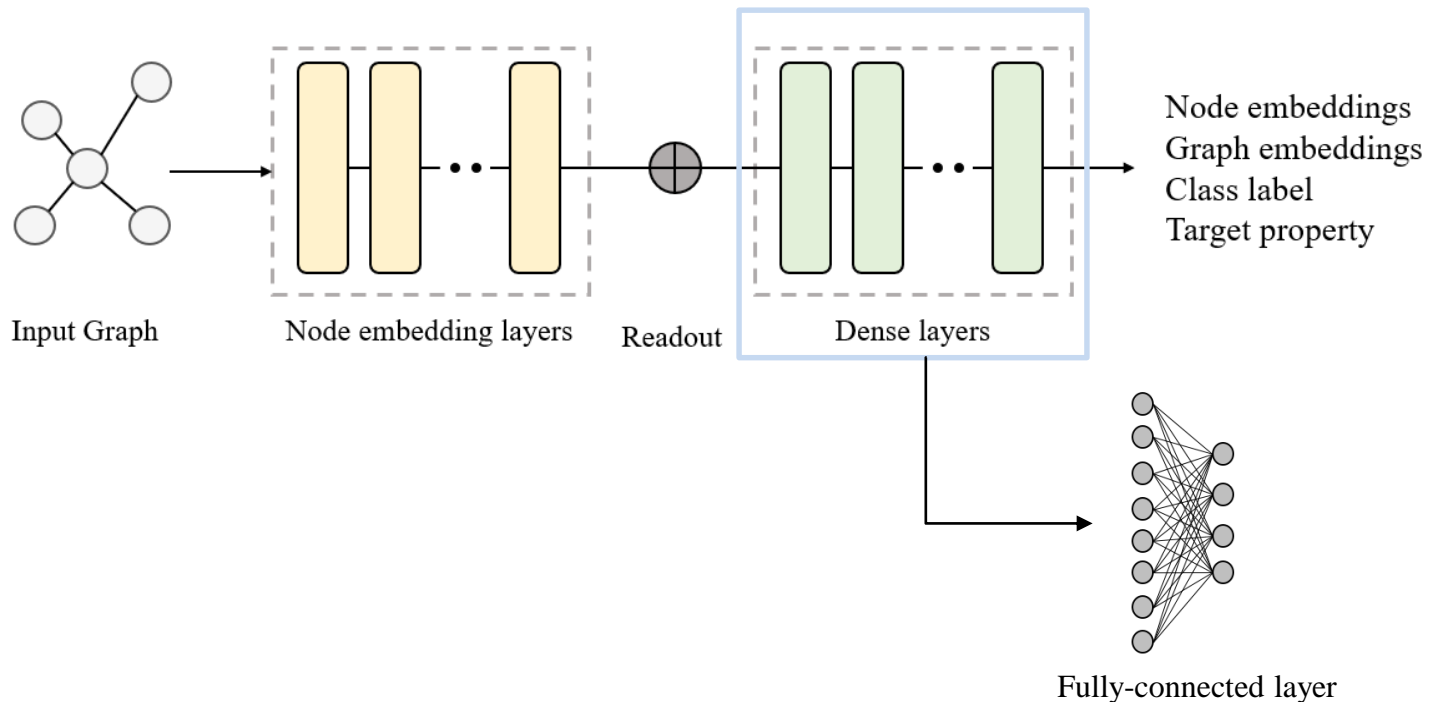 Node embeddings
Graph embeddings
Class label
Target property
Input Graph
Node embedding layers
Readout
Dense layers
Fully-connected layer